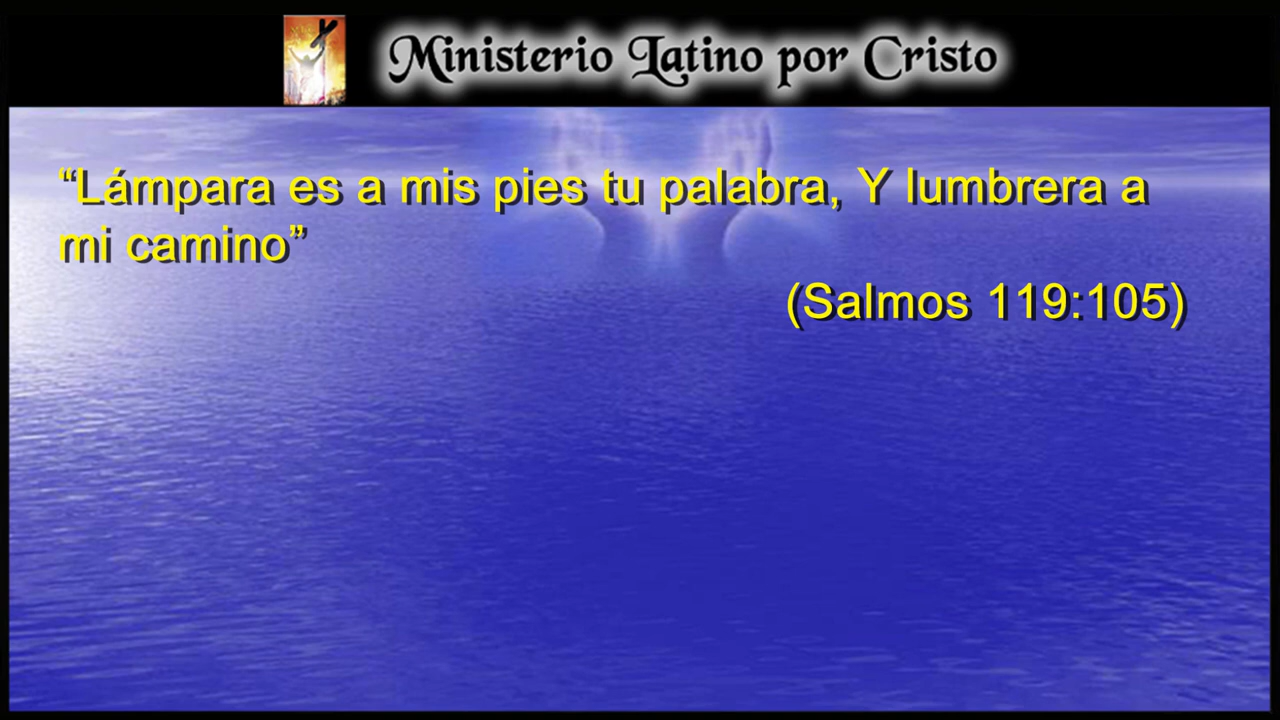 Ministerio Latino por Cristo
“Lámpara es a mis pies tu palabra, Y lumbrera a
mi camino”
(Salmos 119:105)